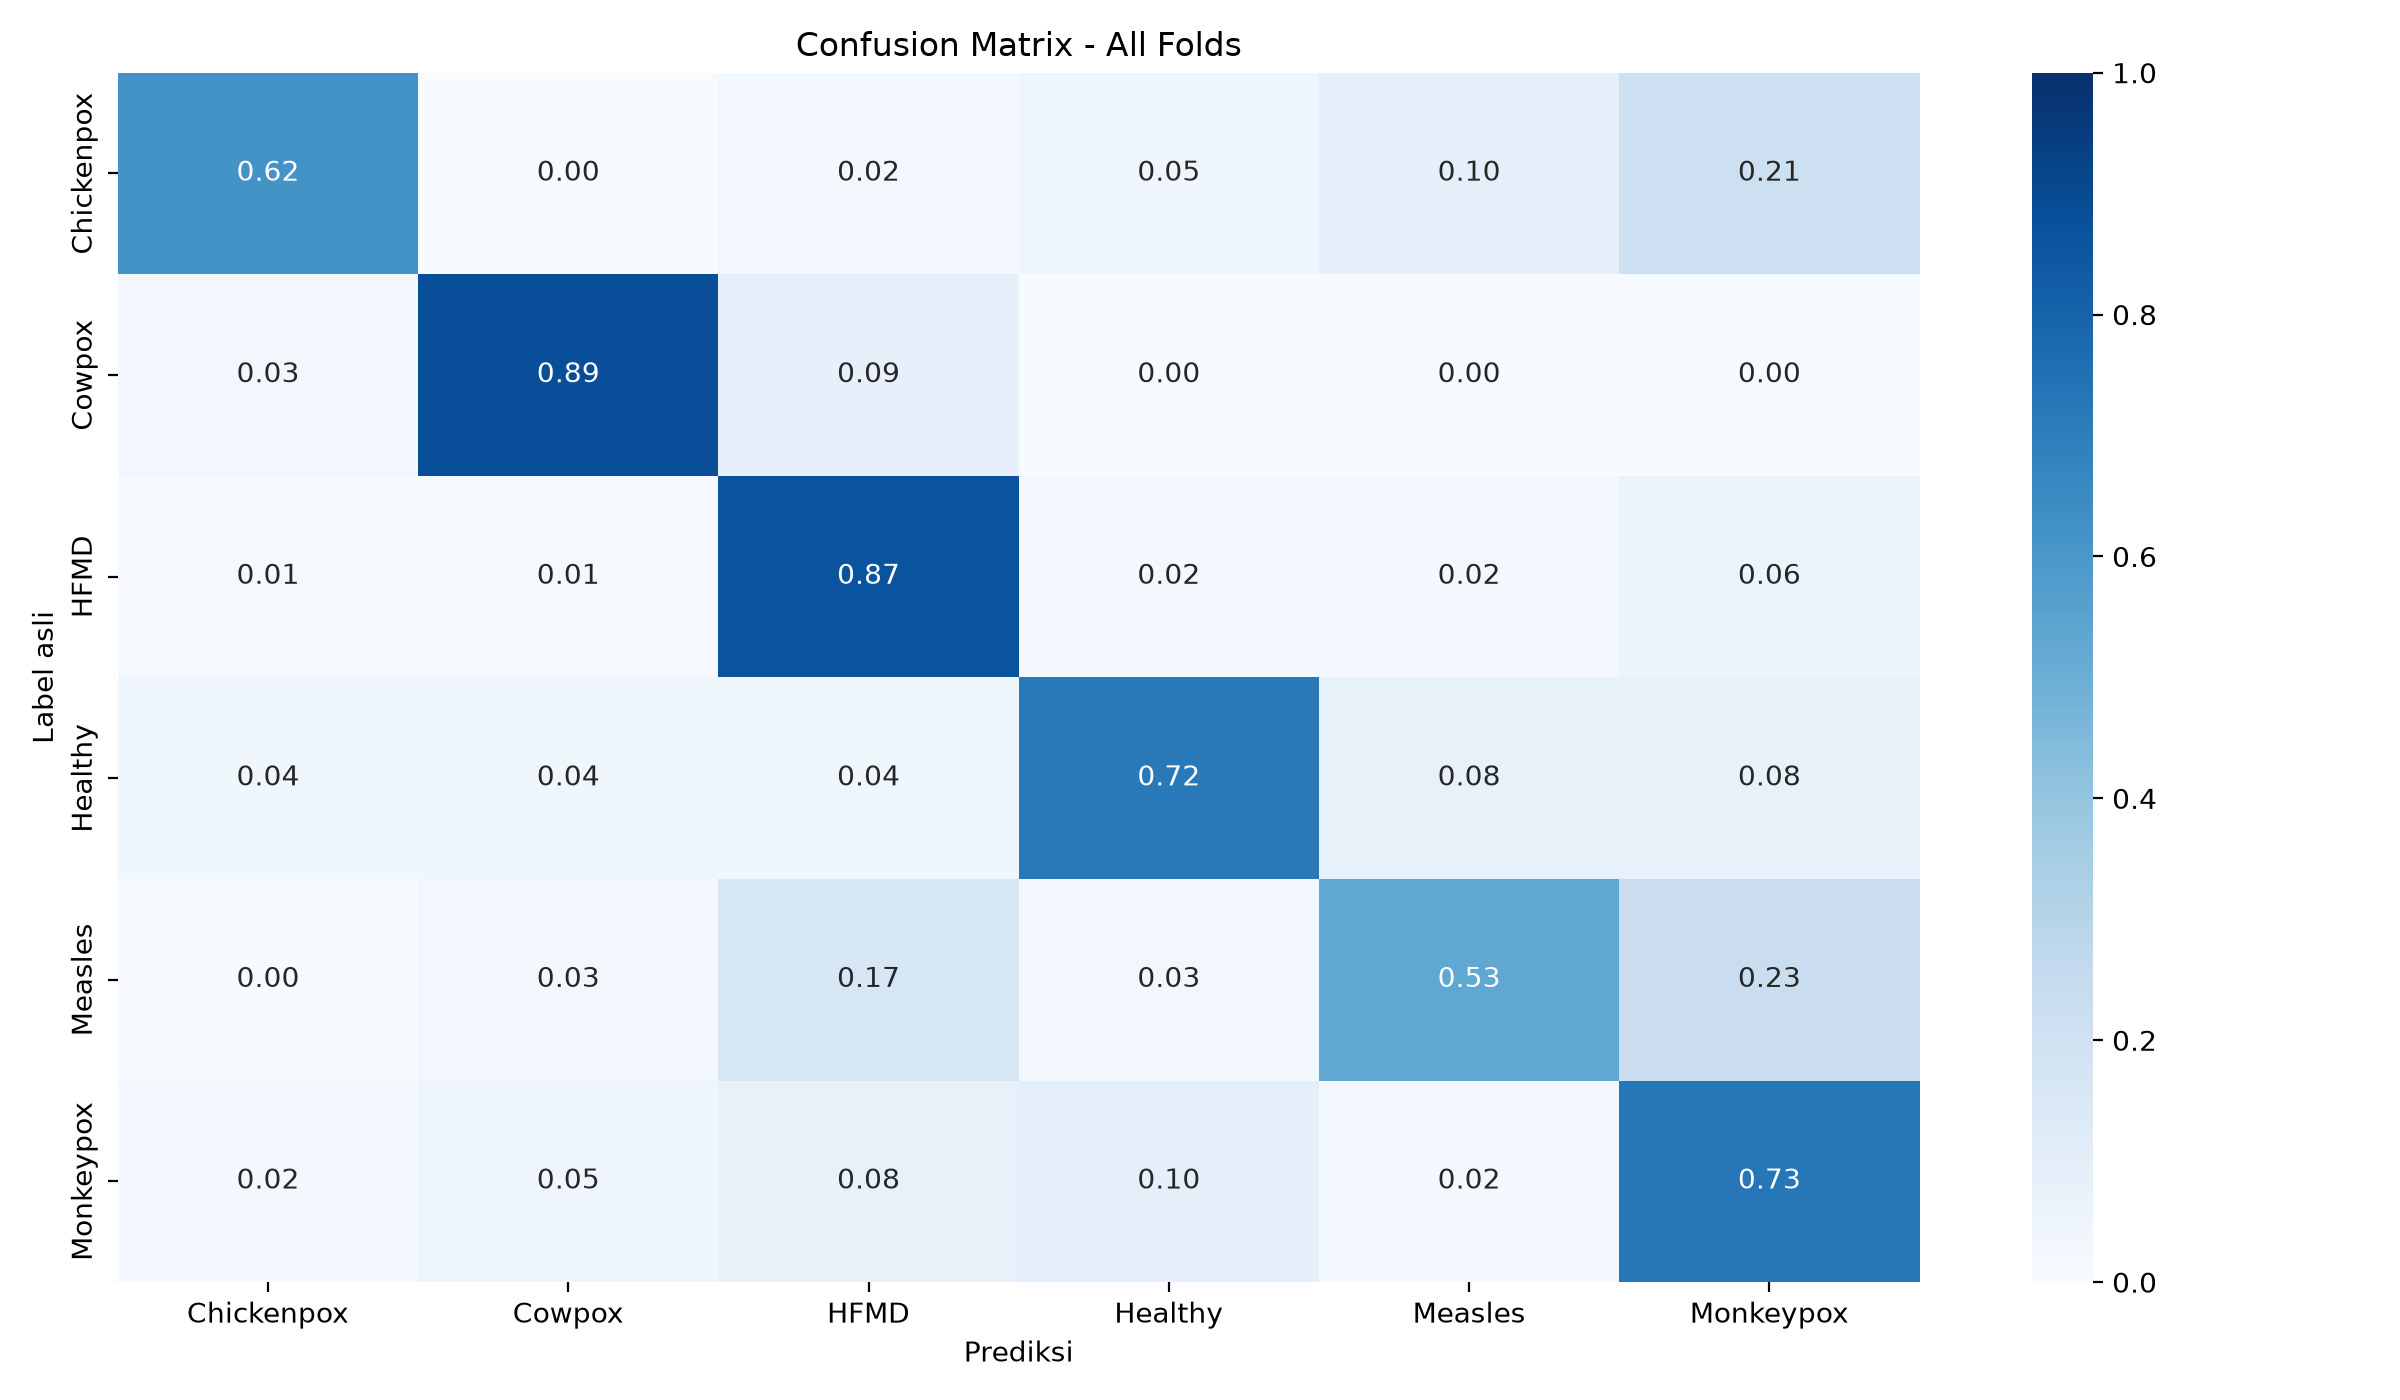 Confusion Matrix - All Folds
Label asli
Chickenpox 0.62 0.00 0.02 0.05 0.10 0.21
Cowpox 0.03 0.89 0.09 0.00 0.00 0.00
HFMD 0.01 0.01 0.87 0.02 0.02 0.06
Healthy 0.04 0.04 0.04 0.72 0.08 0.08
Measles 0.00 0.03 0.17 0.03 0.53 0.23
Monkeypox 0.02 0.05 0.08 0.10 0.02 0.73
Chickenpox Cowpox HFMD Healthy Measles Monkeypox
Prediksi
1.0
0.8
0.6
0.4
0.2
0.0